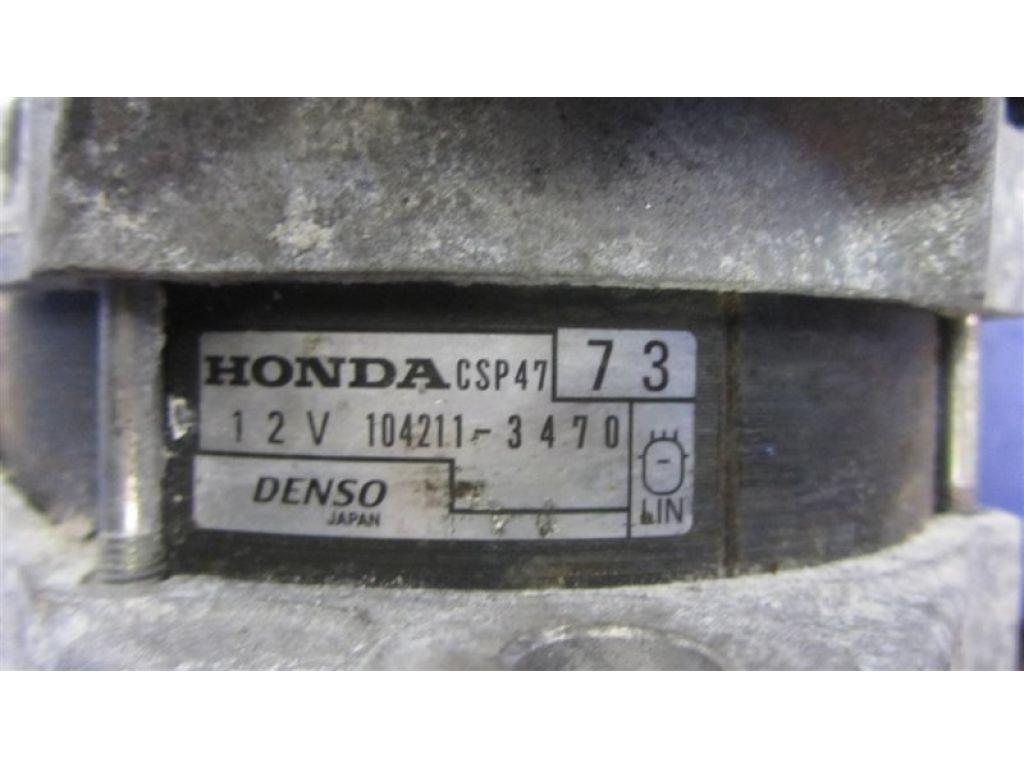 HONDA CSP47 73
12V 104211-3470
DENSO
JAPAN
LIN